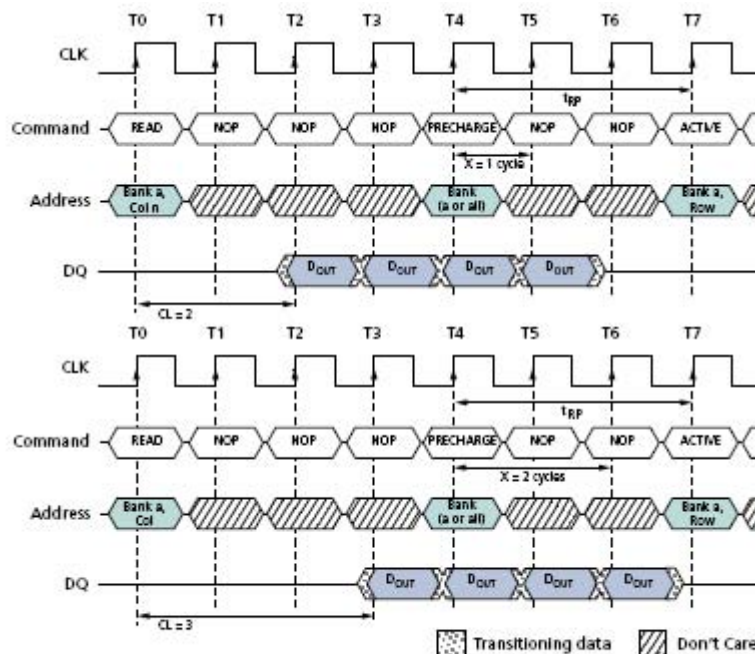 T0 T1 T2 T3 T4 T5 T6 T7
CLK
tRP
Command READ NOP NOP NOP PRECHARGE NOP NOP ACTIVE
X = 1 cycle
Address Bank a, Col n Bank (a or all) Bank a, Row
DQ DOUT DOUT DOUT DOUT
CL = 2
T0 T1 T2 T3 T4 T5 T6 T7
CLK
tRP
Command READ NOP NOP NOP PRECHARGE NOP NOP ACTIVE
X = 2 cycles
Address Bank a, Col Bank (a or all) Bank a, Row
DQ DOUT DOUT DOUT DOUT
CL = 3
Transitioning data Don't Care